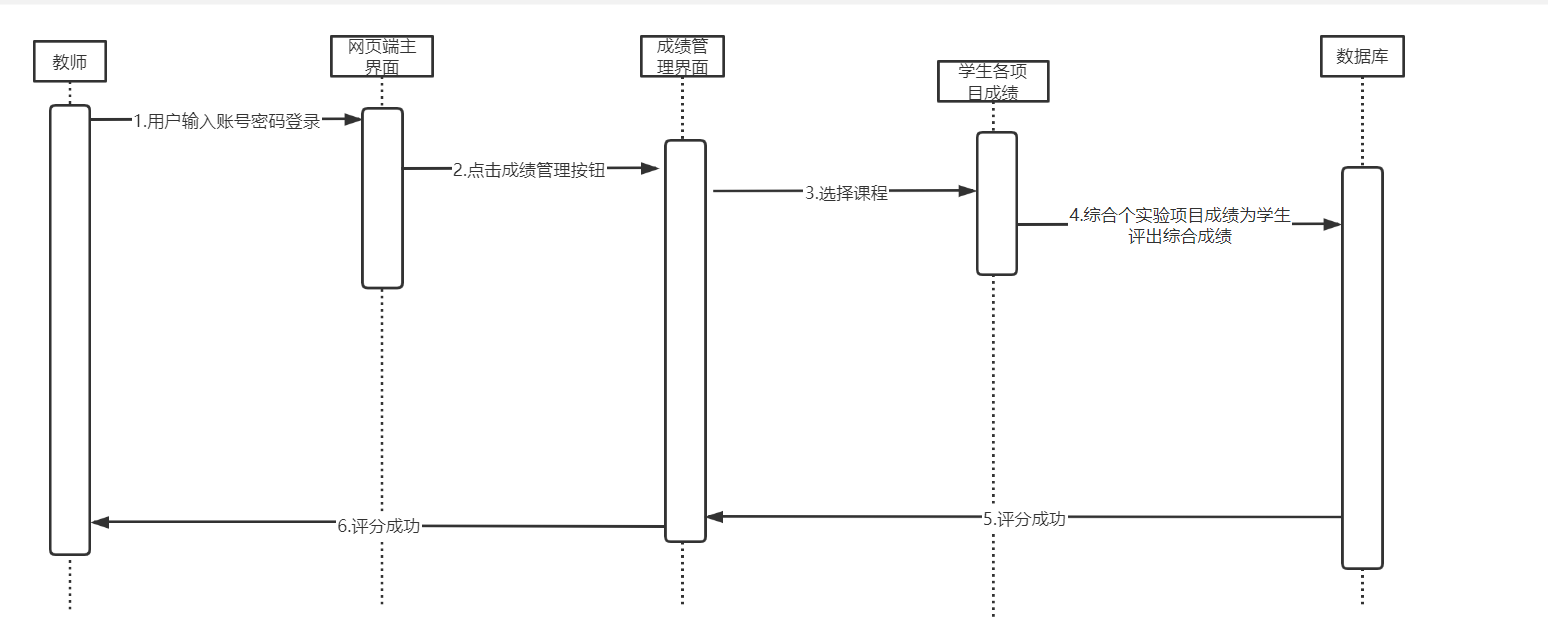 教师
网页端主
界面
成绩管
理界面
学生各项
目成绩
数据库
1.用户输入账号密码登录
2.点击成绩管理按钮
3.选择课程
4.综合个实验项目成绩为学生
评出综合成绩
5.评分成功
6.评分成功